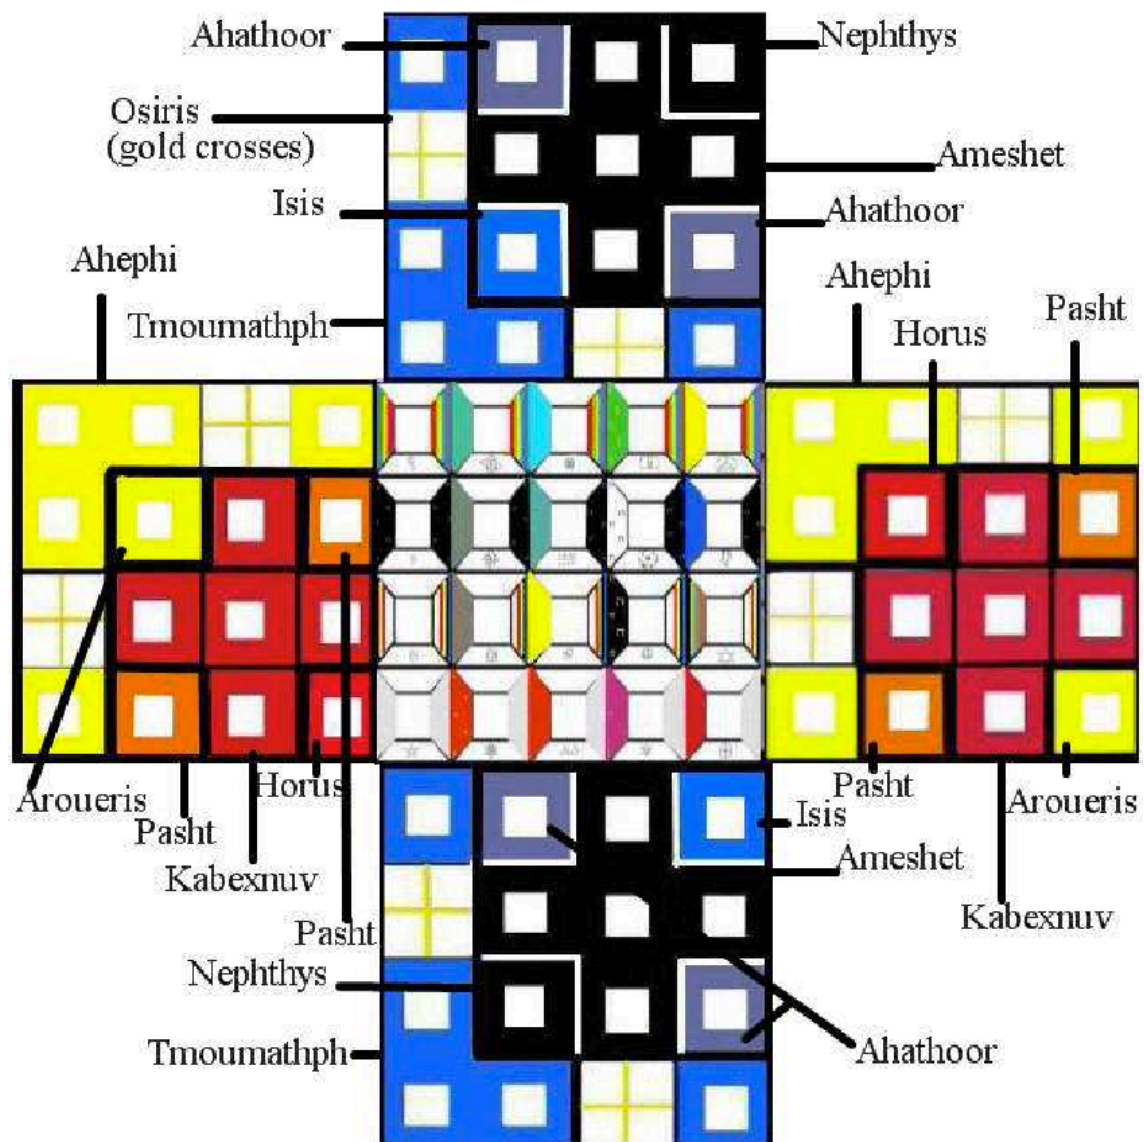 Ahathoor
Nephthys
Osiris
(gold crosses)
Ameshet
Isis
Ahathoor
Ahephi
Ahephi
Pasht
Tmoumathph
Horus
Aroueris
Pasht
Horus
Kabexnuv
Pasht
Pasht
Aroueris
Isis
Ameshet
Kabexnuv
Nephthys
Tmoumathph
Ahathoor